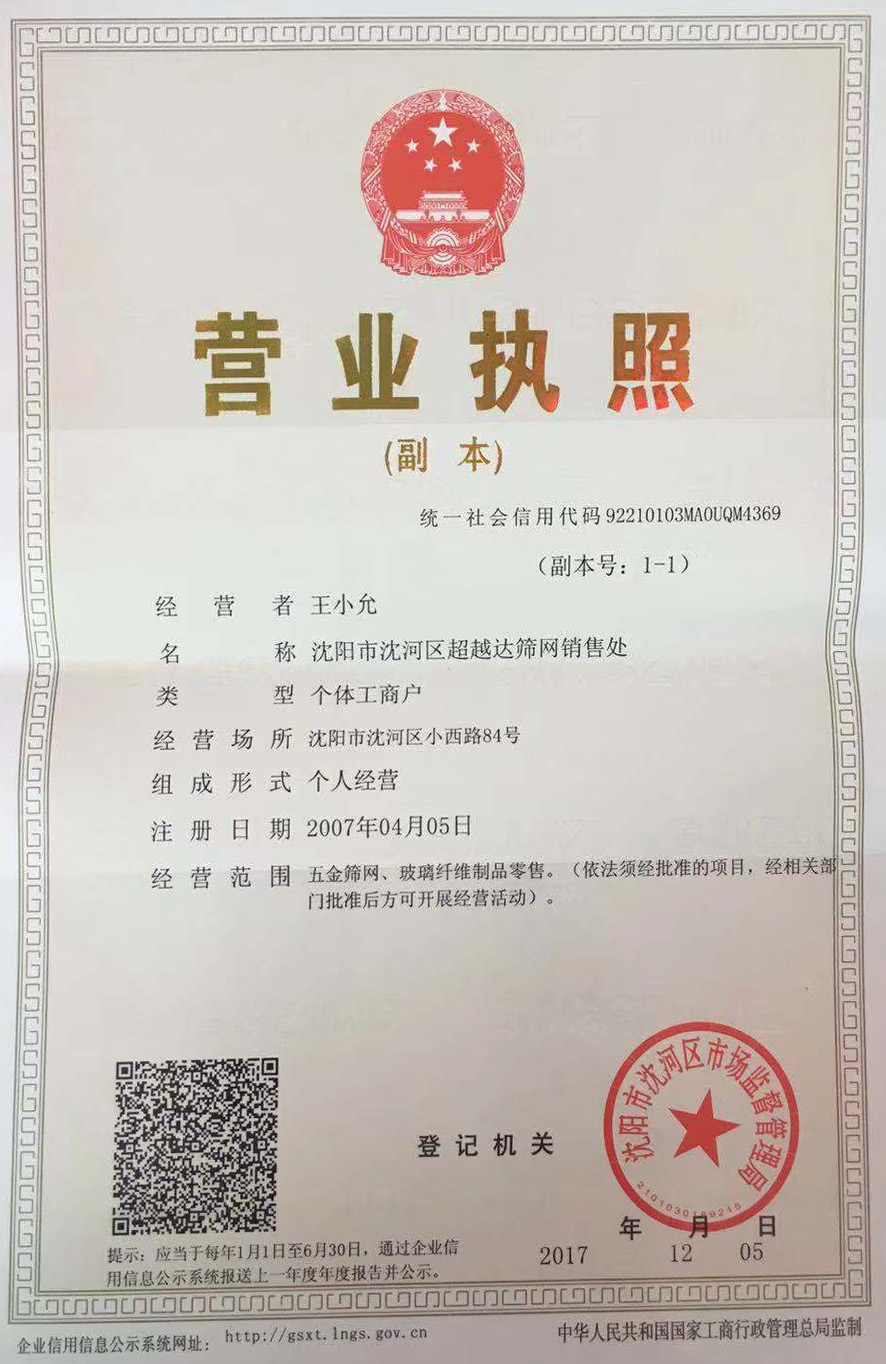 营业执照
(副 本)
统一社会信用代码 92210103MA0UQM4369
（副本号：1-1）
经营者 王小允
名称 沈阳市沈河区超越达筛网销售处
类型 个体工商户
经营场所 沈阳市沈河区小西路84号
组成形式 个人经营
注册日期 2007年04月05日
经营范围 五金筛网、玻璃纤维制品零售。（依法须经批准的项目，经相关部
门批准后方可开展经营活动）。
沈阳市沈河区市场监督管理局
2101030189210
登记机关
年 月 日
2017 12 05
提示：应当于每年1月1日至6月30日，通过企业信
用信息公示系统报送上一年度年度报告并公示。
企业信用信息公示系统网址： http://gsxt.lngs.gov.cn
中华人民共和国国家工商行政管理总局监制